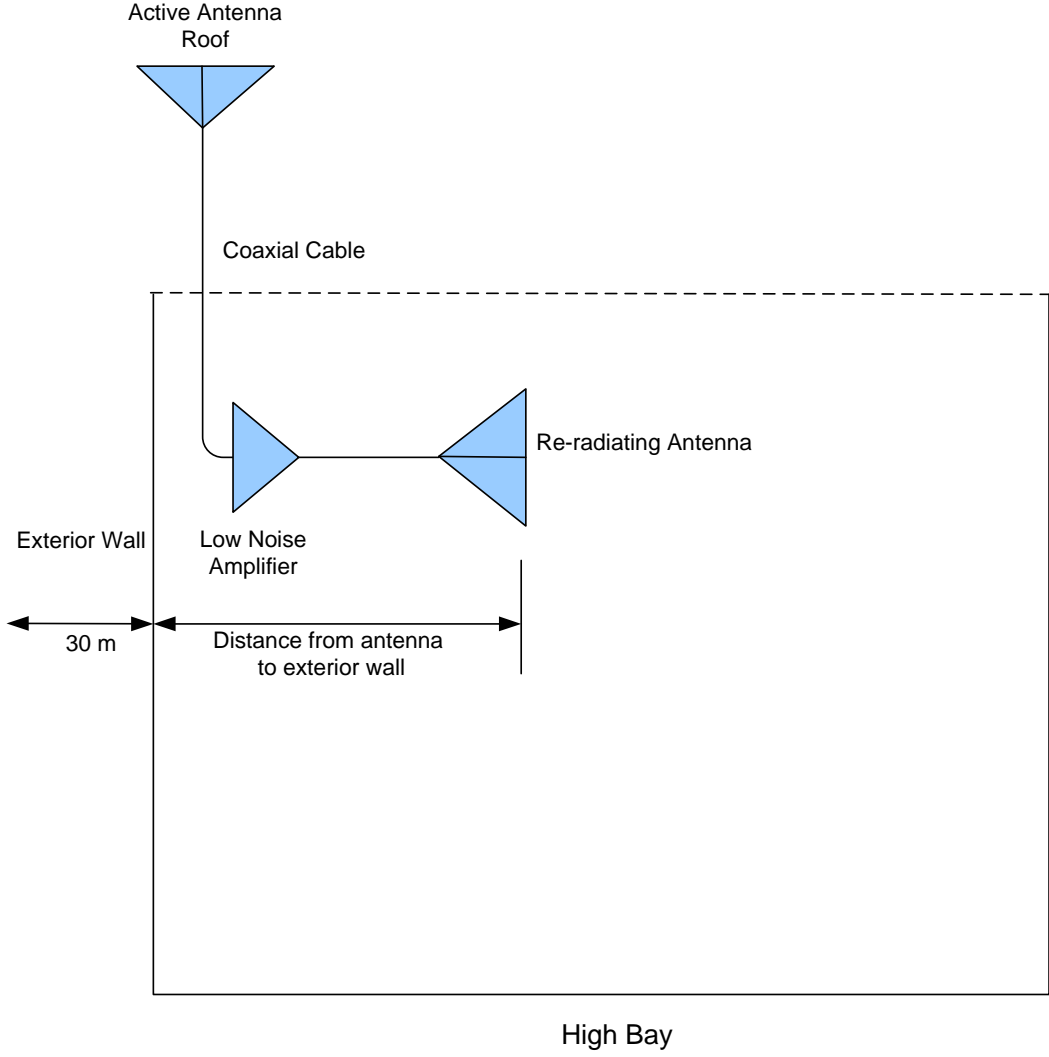 Active Antenna
Roof
Coaxial Cable
Re-radiating Antenna
Exterior Wall
Low Noise
Amplifier
30 m
Distance from antenna
to exterior wall
High Bay